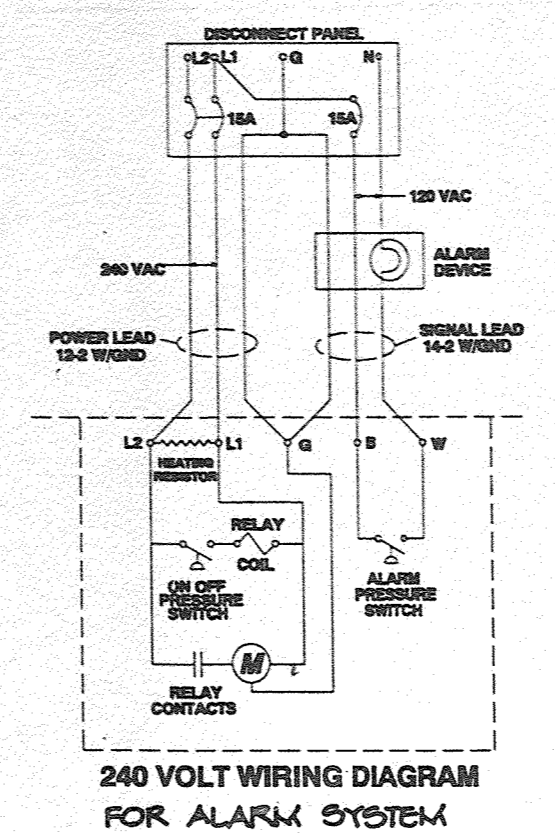 DISCONNECT PANEL
L2 L1 G N
15A 15A
120 VAC
ALARM
DEVICE
240 VAC
POWER LEAD
12-2 W/GND
SIGNAL LEAD
14-2 W/GND
L2 L1 G B W
HEATING
RESISTOR
RELAY
COIL
ON OFF
PRESSURE
SWITCH
ALARM
PRESSURE
SWITCH
M
RELAY
CONTACTS
240 VOLT WIRING DIAGRAM
FOR ALARM SYSTEM